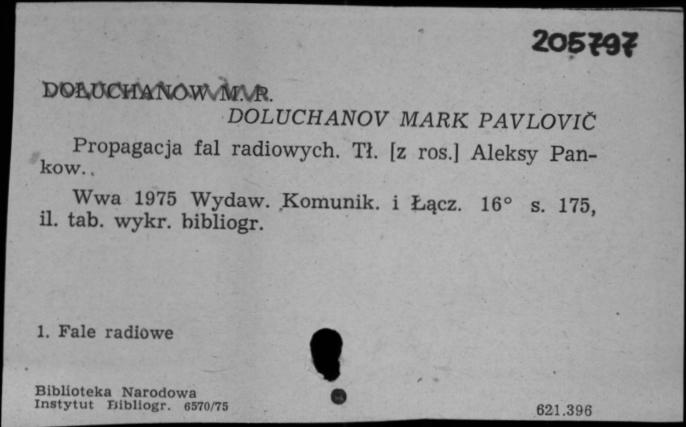 205797
DOŁUCHANOW M. P.
DOLUCHANOV MARK PAVLOVIČ
Propagacja fal radiowych. Tł. [z ros.] Aleksy Pan-
kow.
Wwa 1975 Wydaw. Komunik. i Łącz. 16° s. 175,
il. tab. wykr. bibliogr.
1. Fale radiowe
Biblioteka Narodowa
Instytut Bibliogr. 6570/75
621.396